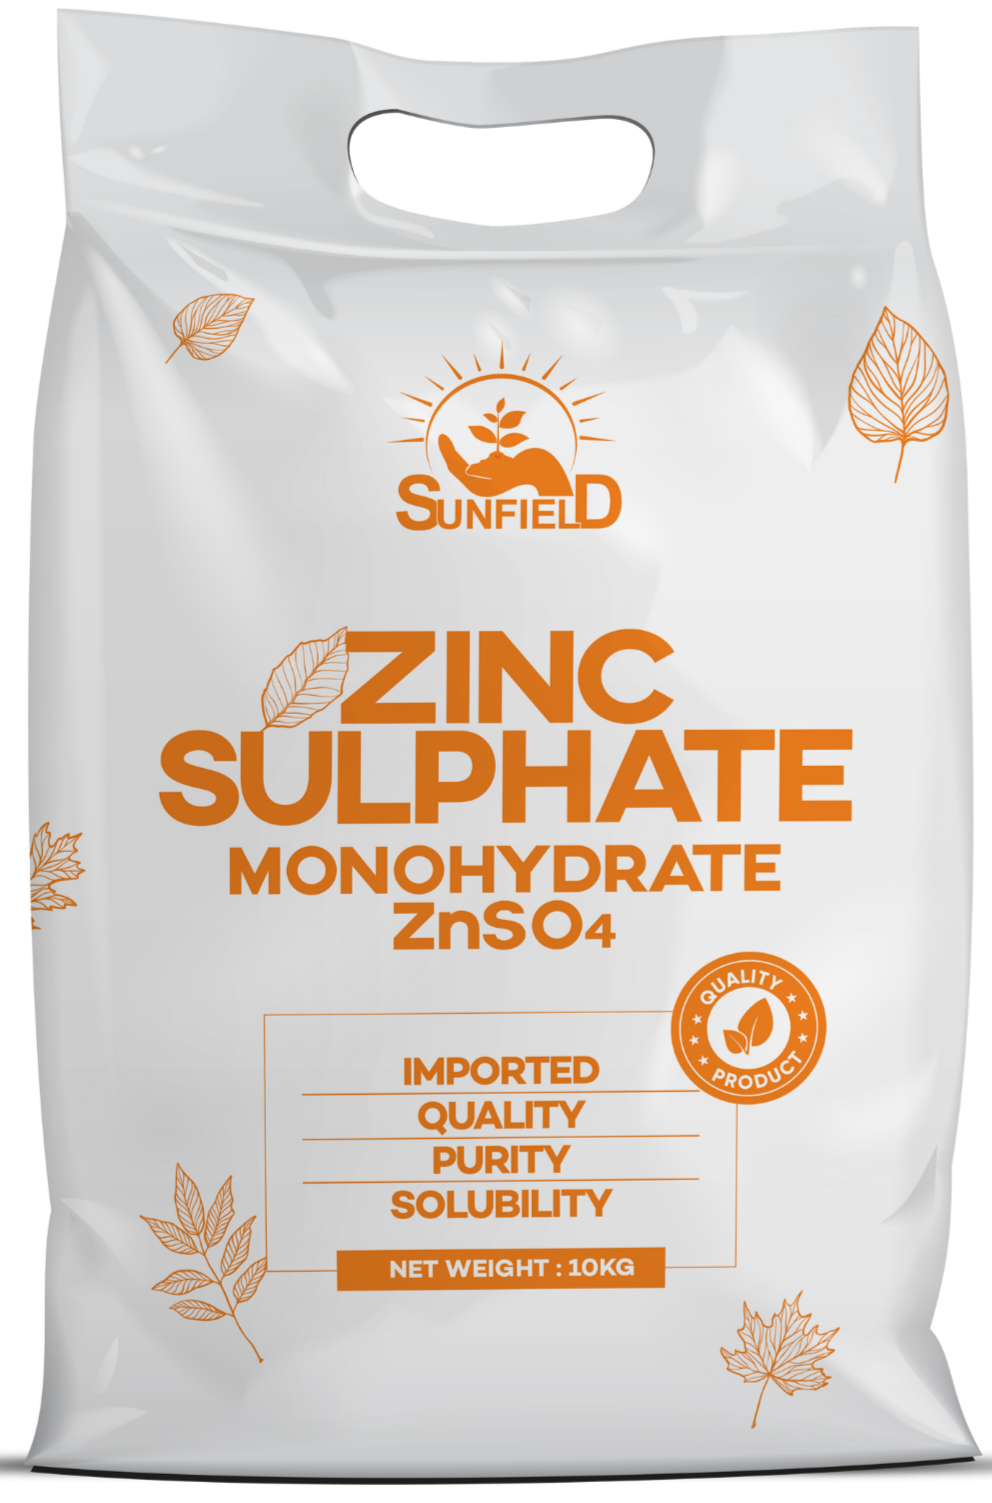 SUNFIELD
ZINC
SULPHATE
MONOHYDRATE
ZnSO4
QUALITY
PRODUCT
IMPORTED
QUALITY
PURITY
SOLUBILITY
NET WEIGHT : 10KG